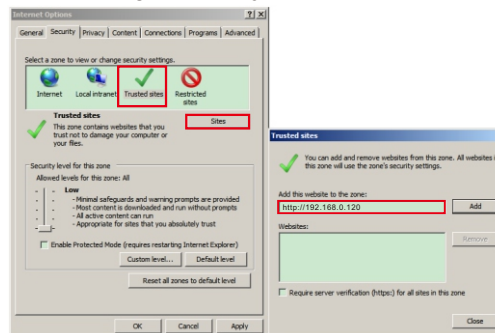 Internet Options
General Security Privacy Content Connections Programs Advanced
Select a zone to view or change security settings.
Internet Local intranet Trusted sites Restricted sites
Trusted sites
Sites
This zone contains websites that you
trust not to damage your computer or
your files.
Security level for this zone
Allowed levels for this zone: All
Low
- Minimal safeguards and warning prompts are provided
- Most content is downloaded and run without prompts
- All active content can run
- Appropriate for sites that you absolutely trust
Enable Protected Mode (requires restarting Internet Explorer)
Custom level... Default level
Reset all zones to default level
OK Cancel Apply
Trusted sites
You can add and remove websites from this zone. All websites in
this zone will use the zone's security settings.
Add this website to the zone:
http://192.168.0.120 Add
Websites:
Remove
Require server verification (https:) for all sites in this zone
Close